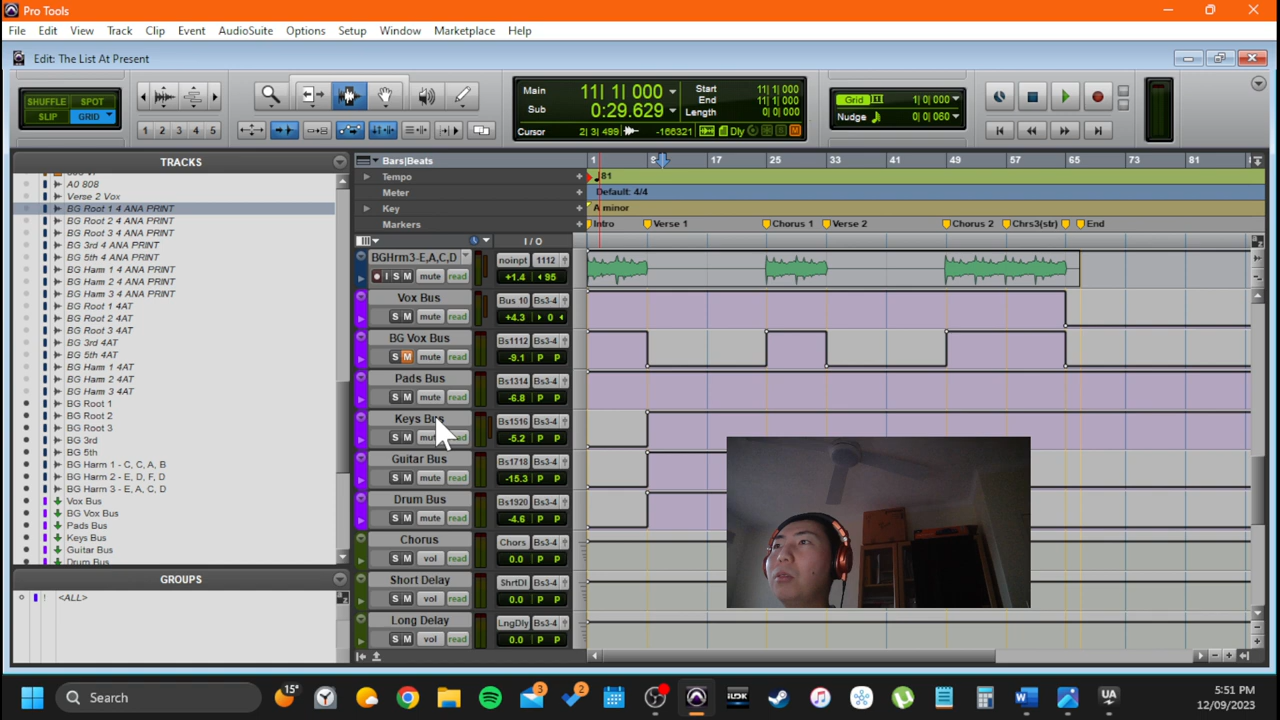 Pro Tools
File Edit View Track Clip Event AudioSuite Options Setup Window Marketplace Help
Edit: The List At Present
SHUFFLE SPOT
SLIP GRID
1 2 3 4 5
Main 11| 1| 000
Sub 0:29.629
Start 11| 1| 000
End 11| 1| 000
Length 0| 0| 000
Cursor 2| 3| 499 -166321 Dly
Grid 1| 0| 000
Nudge 0| 0| 060
TRACKS
A0 808
Verse 2 Vox
BG Root 1 4 ANA PRINT
BG Root 2 4 ANA PRINT
BG Root 3 4 ANA PRINT
BG 3rd 4 ANA PRINT
BG 5th 4 ANA PRINT
BG Ham 1 4 ANA PRINT
BG Ham 2 4 ANA PRINT
BG Ham 3 4 ANA PRINT
BG Root 1 4AT
BG Root 2 4AT
BG Root 3 4AT
BG 3rd 4AT
BG 5th 4AT
BG Ham 1 4AT
BG Ham 2 4AT
BG Ham 3 4AT
BG Root 1
BG Root 2
BG Root 3
BG 3rd
BG 5th
BG Harm 1 - C, C, A, B
BG Harm 2 - E, D, F, D
BG Harm 3 - E, A, C, D
Vox Bus
BG Vox Bus
Pads Bus
Keys Bus
Guitar Bus
Drum Bus
GROUPS
! <ALL>
Bars|Beats 1 9 17 25 33 41 49 57 65 73 81
Tempo 81
Meter Default: 4/4
Key A minor
Markers Intro Verse 1 Chorus 1 Verse 2 Chorus 2 Chrs3(str) End
I / O
BGHrm3-E,A,C,D noinpt 1112
I S M mute read +1.4 95
Vox Bus Bus 10 Bs3-4
S M mute read +4.3 0
BG Vox Bus Bs1112 Bs3-4
S M mute read -9.1 P P
Pads Bus Bs1314 Bs3-4
S M mute read -6.8 P P
Keys Bus Bs1516 Bs3-4
S M -5.2 P P
Guitar Bus Bs1718 Bs3-4
S M mute read -15.3 P P
Drum Bus Bs1920 Bs3-4
S M mute read -4.6 P P
Chorus Chors Bs3-4
S M vol read 0.0 P P
Short Delay ShrtDl Bs3-4
S M vol read 0.0 P P
Long Delay LngDly Bs3-4
S M vol read 0.0 P P
Search
15°
3
2
UA
5:51 PM
12/09/2023